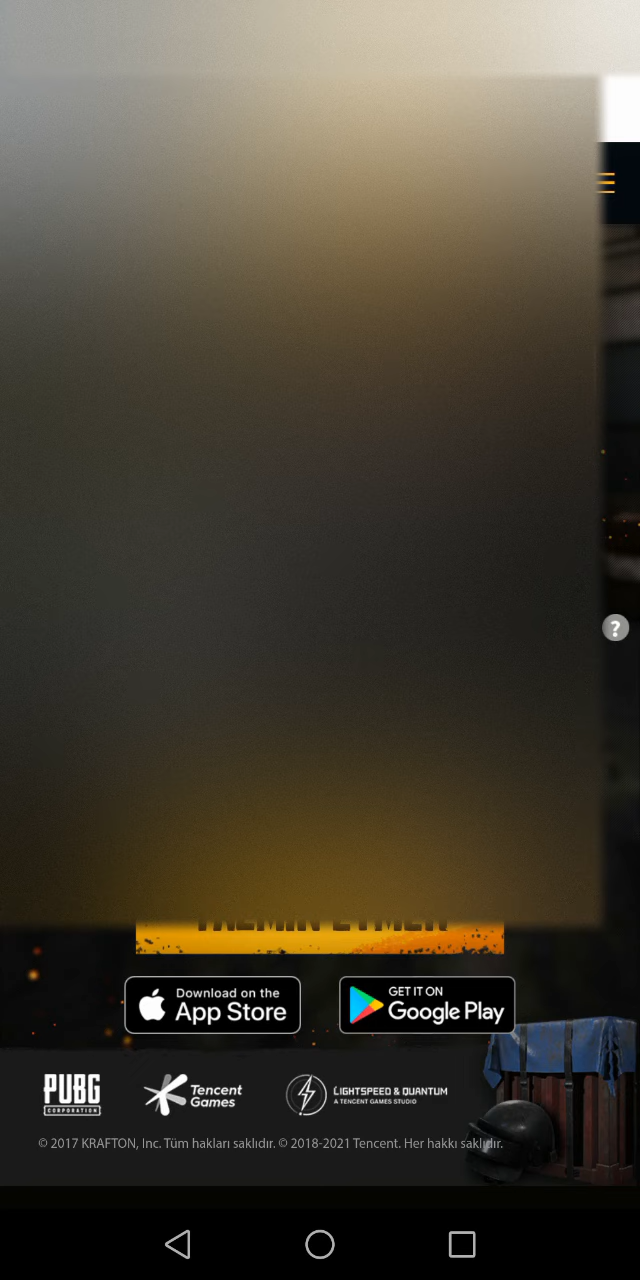 ?
Download on the
App Store
GET IT ON
Google Play
PUBG
CORPORATION
Tencent
Games
LIGHTSPEED & QUANTUM
A TENCENT GAMES STUDIO
© 2017 KRAFTON, Inc. Tüm hakları saklıdır. © 2018-2021 Tencent. Her hakkı saklıdır.